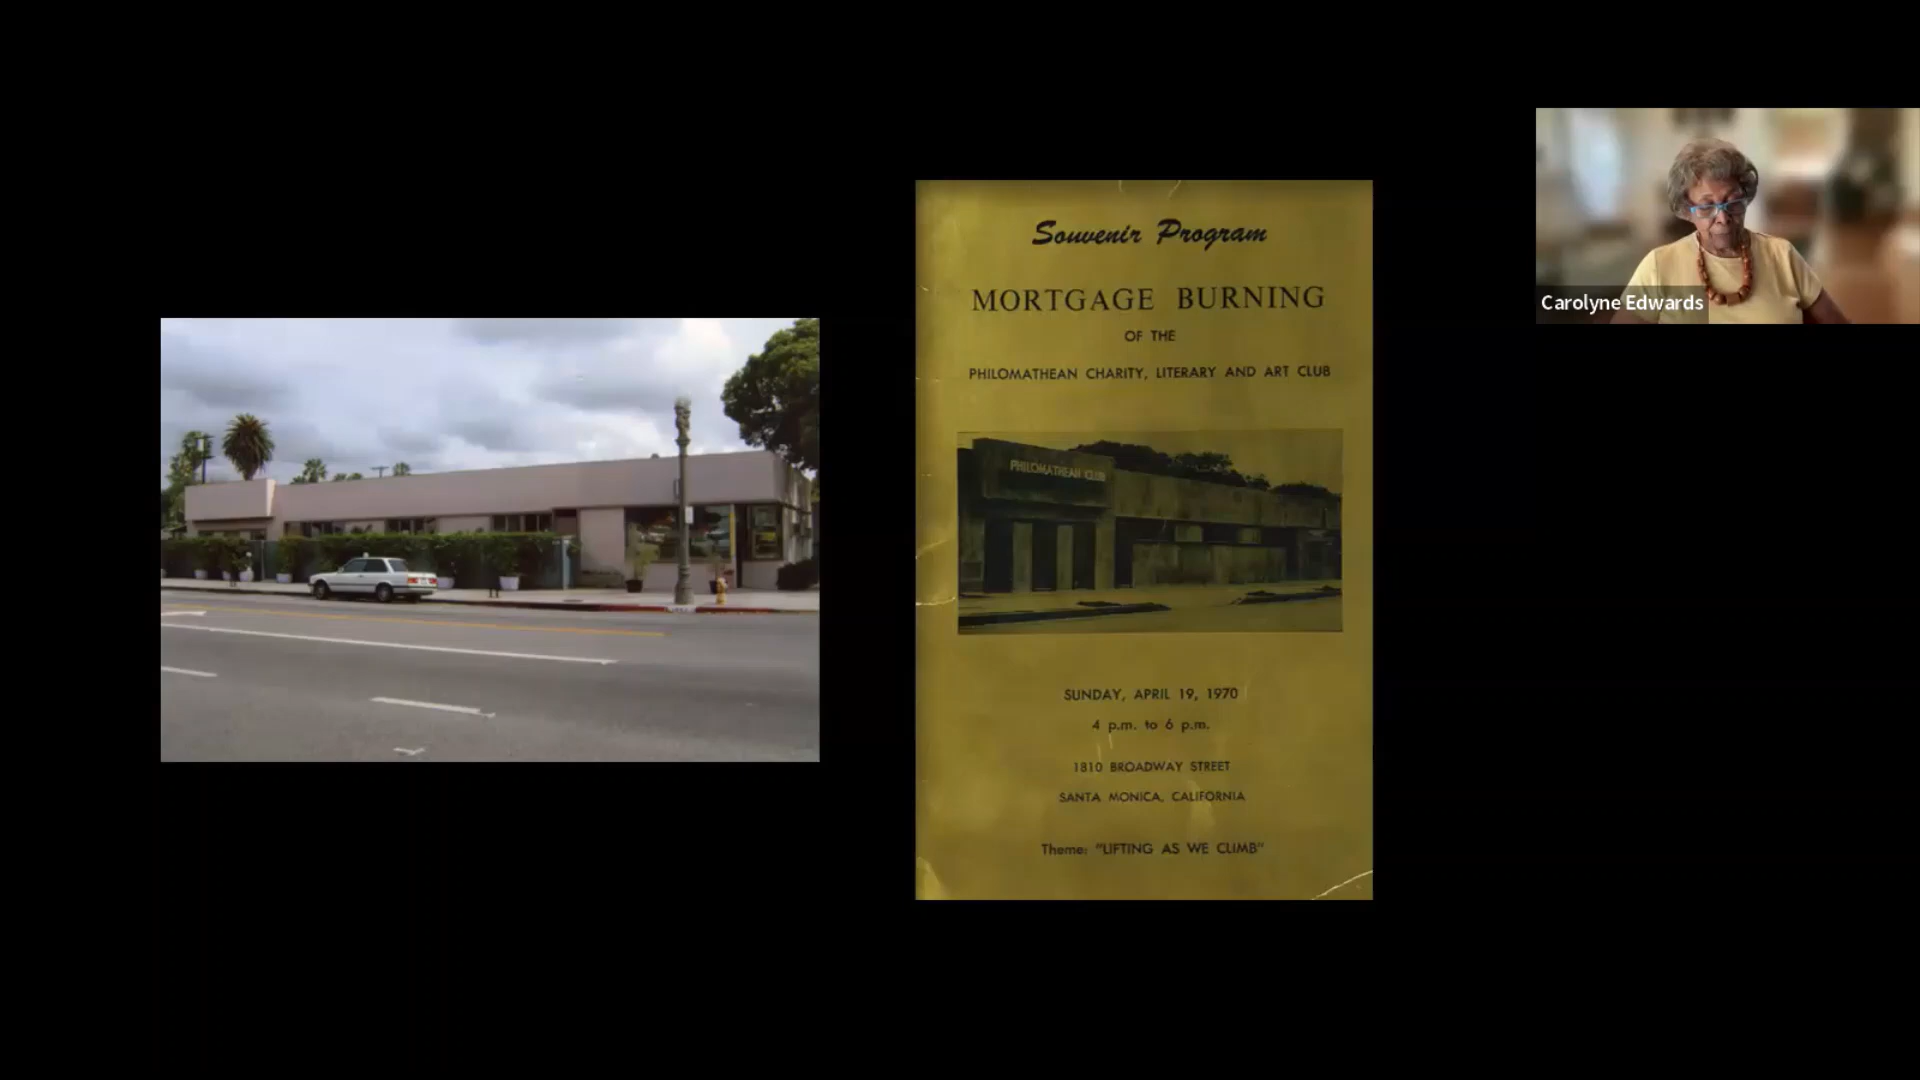 Souvenir Program
MORTGAGE BURNING
OF THE
PHILOMATHEAN CHARITY, LITERARY AND ART CLUB
PHILOMATHEAN CLUB
SUNDAY, APRIL 19, 1970
4 p.m. to 6 p.m.
1810 BROADWAY STREET
SANTA MONICA, CALIFORNIA
Theme: "LIFTING AS WE CLIMB"
Carolyne Edwards